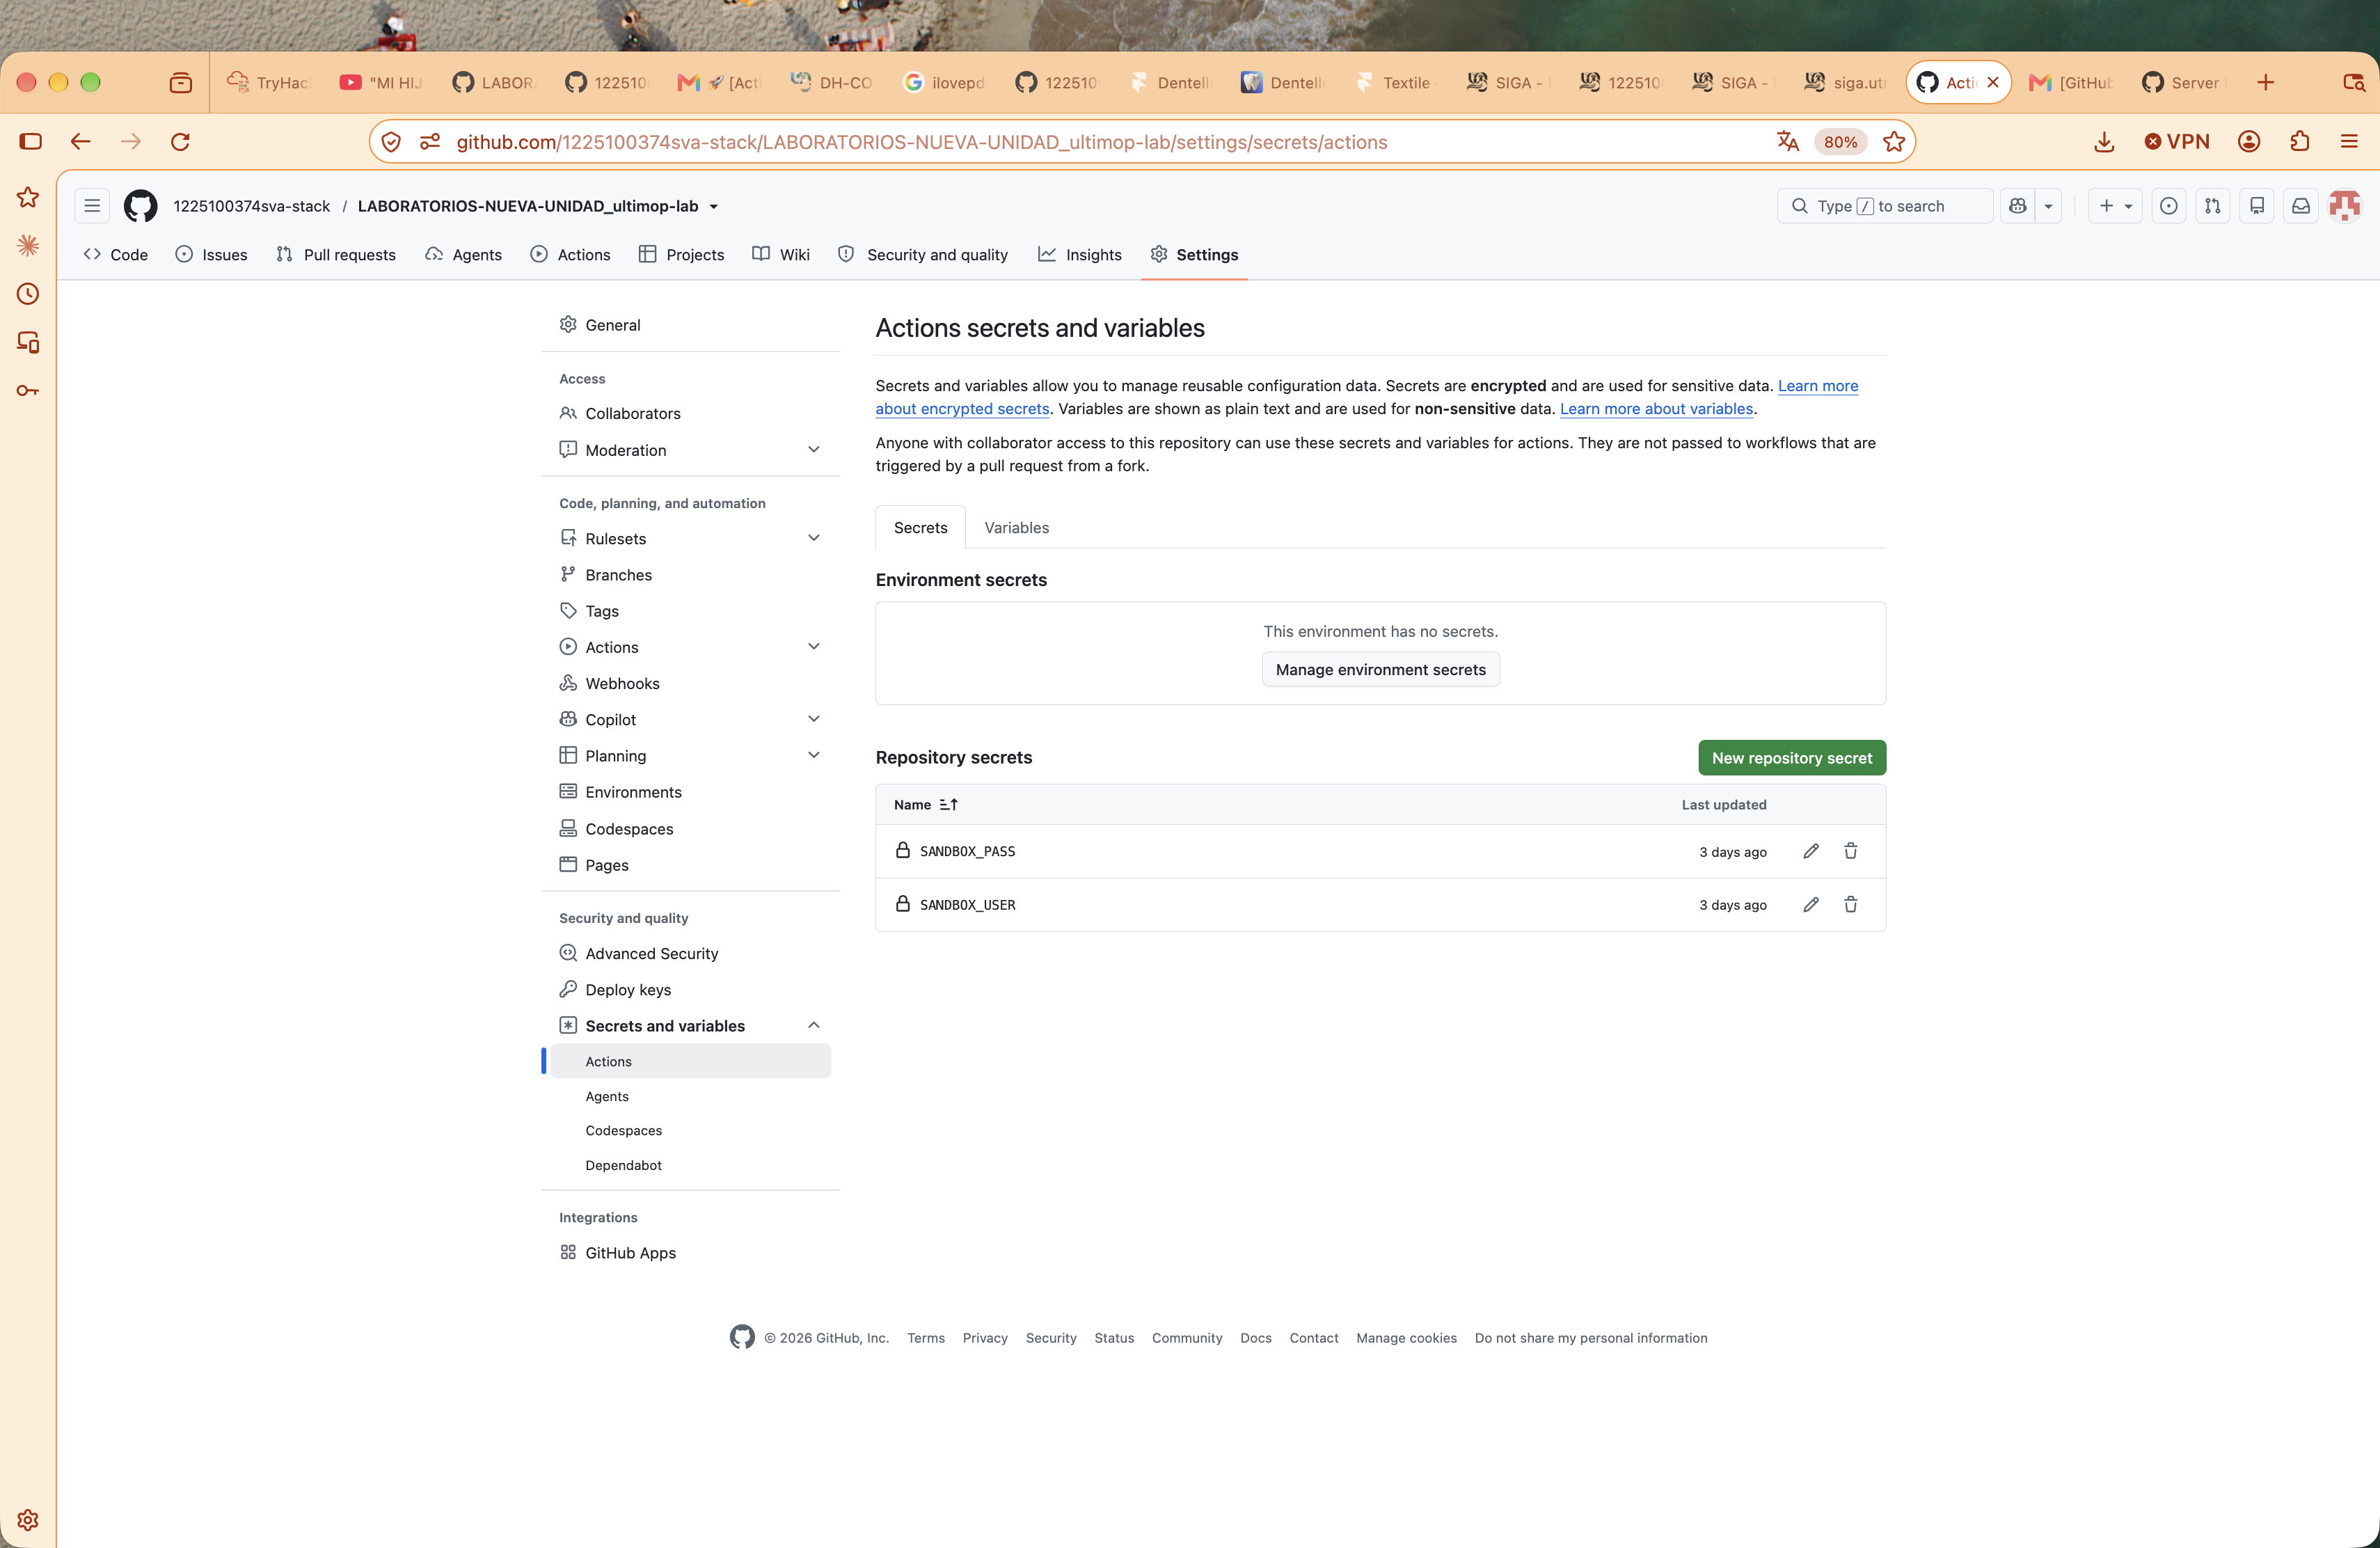 TryHac
"MI HIJ
LABOR
12251 0
[Acti
DH-CO
ilovepd
122510
Dentell
Dentell
Textile
SIGA -
122510
SIGA -
siga.utr
Acti
[GitHub
Server
github.com/1225100374sva-stack/LABORATORIOS-NUEVA-UNIDAD_ultimop-lab/settings/secrets/actions
80%
VPN
1225100374sva-stack / LABORATORIOS-NUEVA-UNIDAD_ultimop-lab
Type / to search
Code
Issues
Pull requests
Agents
Actions
Projects
Wiki
Security and quality
Insights
Settings
General
Access
Collaborators
Moderation
Code, planning, and automation
Rulesets
Branches
Tags
Actions
Webhooks
Copilot
Planning
Environments
Codespaces
Pages
Security and quality
Advanced Security
Deploy keys
Secrets and variables
Actions
Agents
Codespaces
Dependabot
Integrations
GitHub Apps
Actions secrets and variables
Secrets and variables allow you to manage reusable configuration data. Secrets are encrypted and are used for sensitive data. Learn more
about encrypted secrets. Variables are shown as plain text and are used for non-sensitive data. Learn more about variables.
Anyone with collaborator access to this repository can use these secrets and variables for actions. They are not passed to workflows that are
triggered by a pull request from a fork.
Secrets
Variables
Environment secrets
This environment has no secrets.
Manage environment secrets
Repository secrets
New repository secret
Name
Last updated
SANDBOX_PASS
3 days ago
SANDBOX_USER
3 days ago
© 2026 GitHub, Inc.
Terms
Privacy
Security
Status
Community
Docs
Contact
Manage cookies
Do not share my personal information